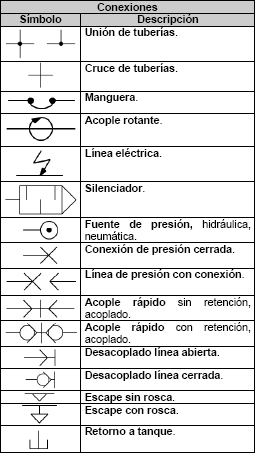 Conexiones
Símbolo Descripción
Unión de tuberías.
Cruce de tuberías.
Manguera.
Acople rotante.
Línea eléctrica.
Silenciador.
Fuente de presión, hidráulica,
neumática.
Conexión de presión cerrada.
Línea de presión con conexión.
Acople rápido sin retención,
acoplado.
Acople rápido con retención,
acoplado.
Desacoplado línea abierta.
Desacoplado línea cerrada.
Escape sin rosca.
Escape con rosca.
Retorno a tanque.